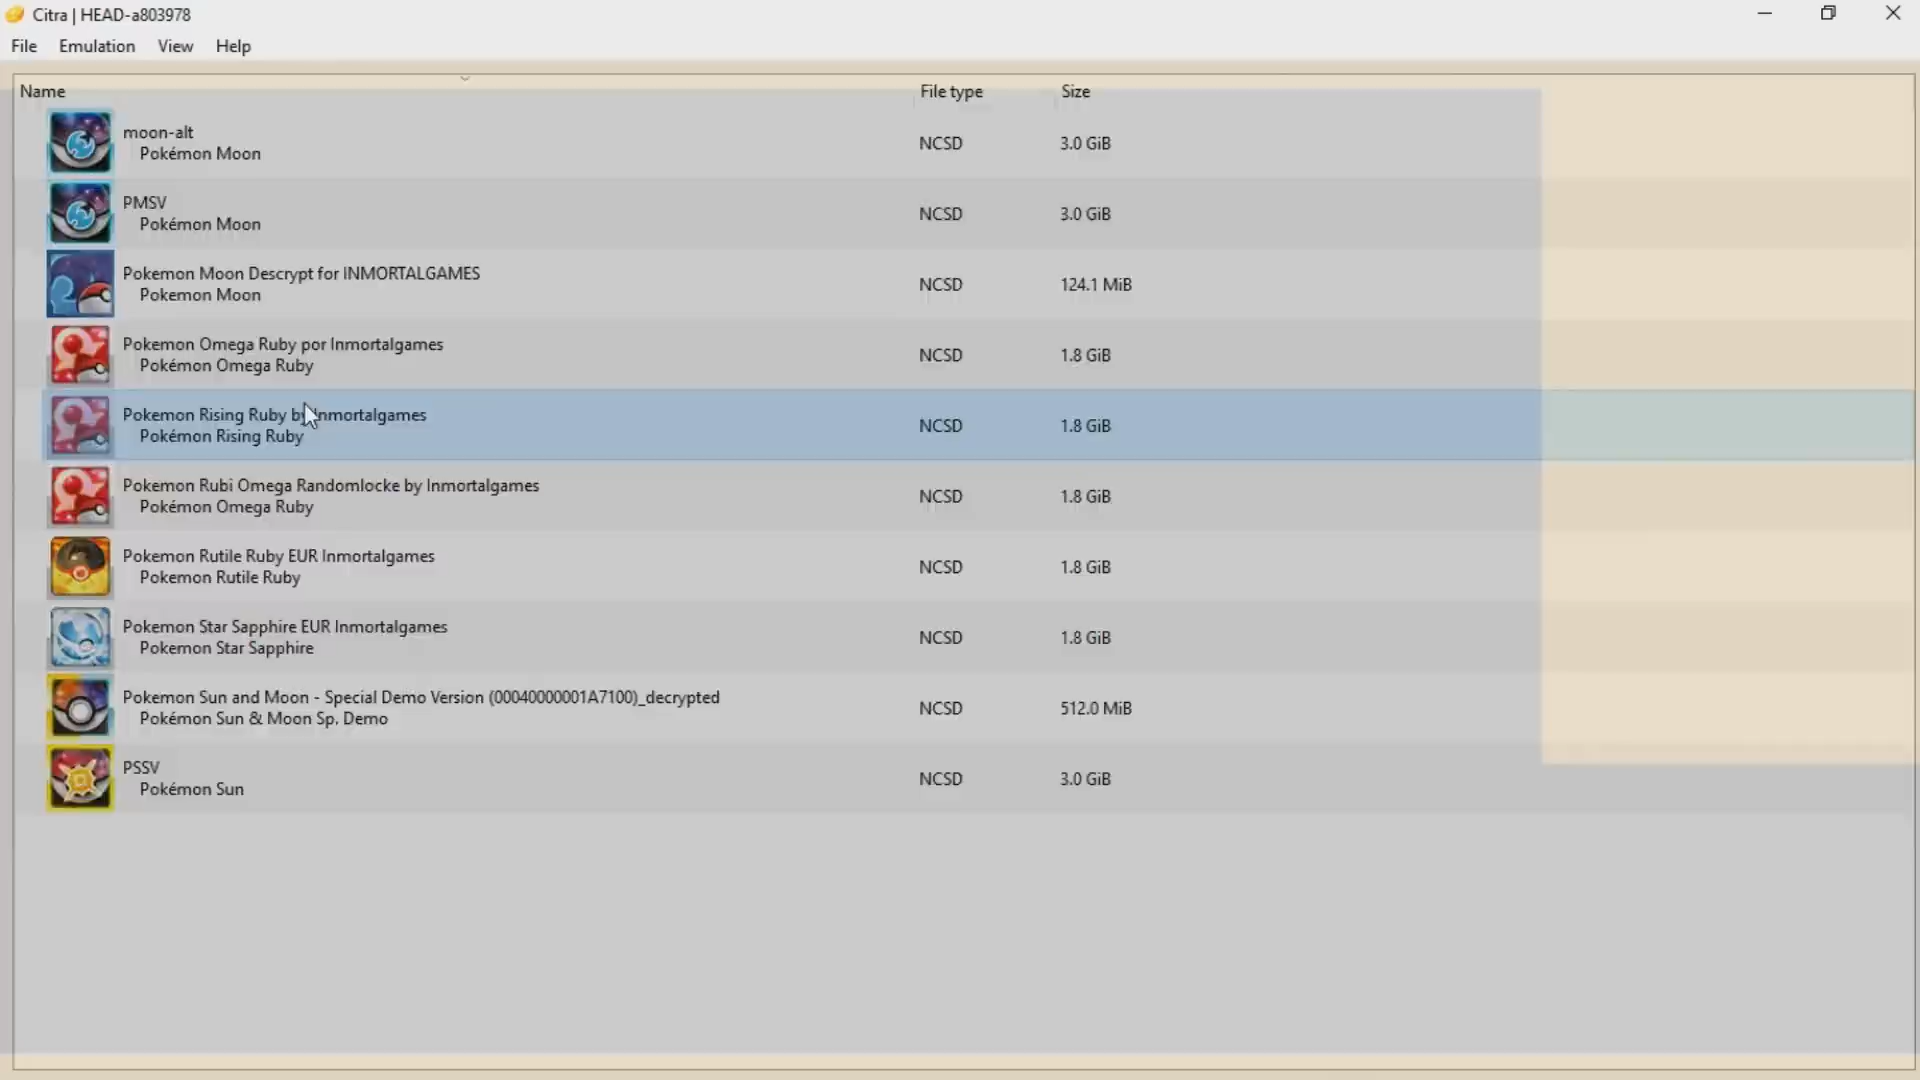 Citra | HEAD-a803978
File Emulation View Help
Name File type Size
moon-alt
Pokémon Moon
NCSD 3.0 GiB
PMSV
Pokémon Moon
NCSD 3.0 GiB
Pokemon Moon Descrypt for INMORTALGAMES
Pokemon Moon
NCSD 124.1 MiB
Pokemon Omega Ruby por Inmortalgames
Pokémon Omega Ruby
NCSD 1.8 GiB
Pokemon Rising Ruby by Inmortalgames
Pokémon Rising Ruby
NCSD 1.8 GiB
Pokemon Rubi Omega Randomlocke by Inmortalgames
Pokémon Omega Ruby
NCSD 1.8 GiB
Pokemon Rutile Ruby EUR Inmortalgames
Pokemon Rutile Ruby
NCSD 1.8 GiB
Pokemon Star Sapphire EUR Inmortalgames
Pokemon Star Sapphire
NCSD 1.8 GiB
Pokemon Sun and Moon - Special Demo Version (00040000001A7100)_decrypted
Pokémon Sun & Moon Sp. Demo
NCSD 512.0 MiB
PSSV
Pokémon Sun
NCSD 3.0 GiB